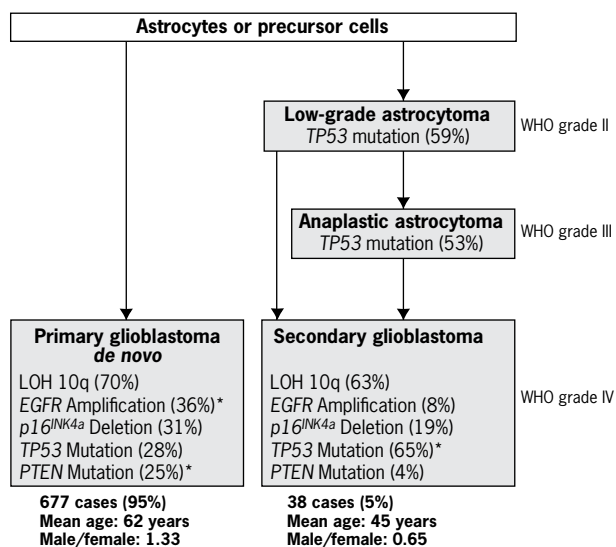 Astrocytes or precursor cells
Low-grade astrocytoma
TP53 mutation (59%)
WHO grade II
Anaplastic astrocytoma
TP53 mutation (53%)
WHO grade III
Primary glioblastoma
de novo
LOH 10q (70%)
EGFR Amplification (36%)*
p16INK4a Deletion (31%)
TP53 Mutation (28%)
PTEN Mutation (25%)*
677 cases (95%)
Mean age: 62 years
Male/female: 1.33
Secondary glioblastoma
LOH 10q (63%)
EGFR Amplification (8%)
p16INK4a Deletion (19%)
TP53 Mutation (65%)*
PTEN Mutation (4%)
WHO grade IV
38 cases (5%)
Mean age: 45 years
Male/female: 0.65